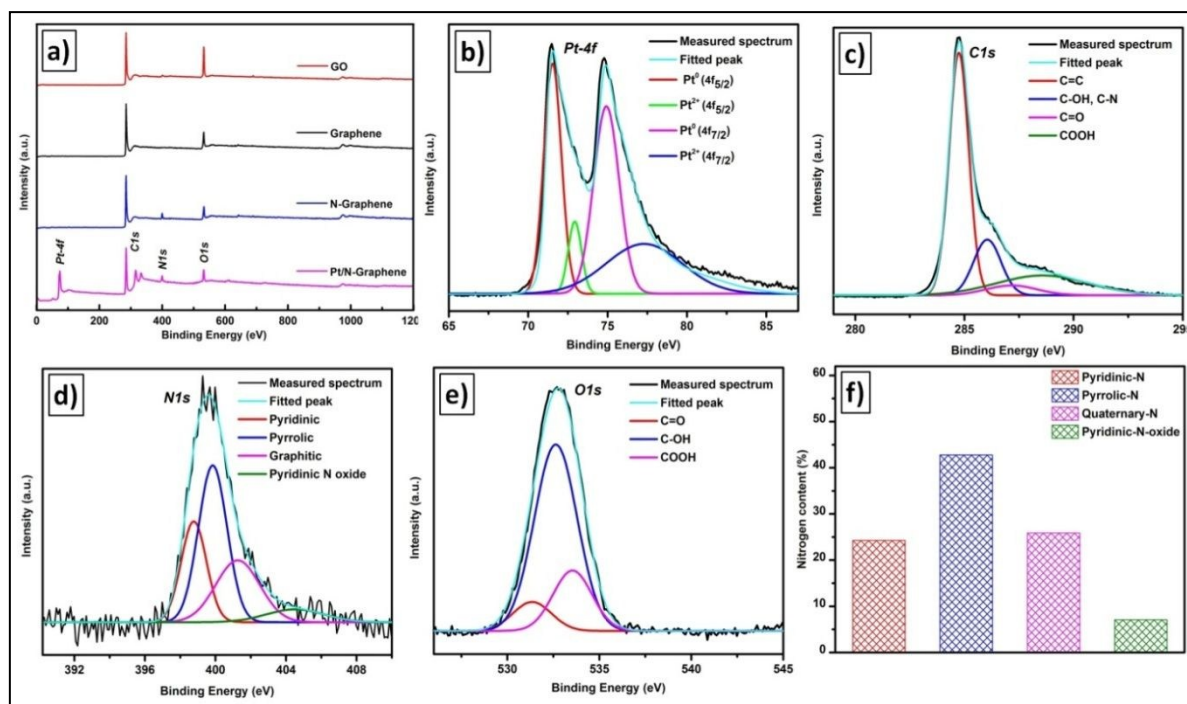 a)
GO
Graphene
N-Graphene
Pt/N-Graphene
Pt-4f
C1s
N1s
O1s
Intensity (a.u.)
0 200 400 600 800 1000 120
Binding Energy (eV)
b)
Pt-4f
Measured spectrum
Fitted peak
Pt⁰ (4f₅/₂)
Pt²⁺ (4f₅/₂)
Pt⁰ (4f₇/₂)
Pt²⁺ (4f₇/₂)
Intensity (a.u.)
65 70 75 80 85
Binding Energy (eV)
c)
C1s
Measured spectrum
Fitted peak
C=C
C-OH, C-N
C=O
COOH
Intensity (a.u.)
280 285 290 295
Binding Energy (eV)
d)
N1s
Measured spectrum
Fitted peak
Pyridinic
Pyrrolic
Graphitic
Pyridinic N oxide
Intensity (a.u.)
392 396 400 404 408
Binding Energy (eV)
e)
O1s
Measured spectrum
Fitted peak
C=O
C-OH
COOH
Intensity (a.u.)
530 535 540 545
Binding Energy (eV)
f)
Pyridinic-N
Pyrrolic-N
Quaternary-N
Pyridinic-N-oxide
Nitrogen content (%)
60
50
40
30
20
10
0